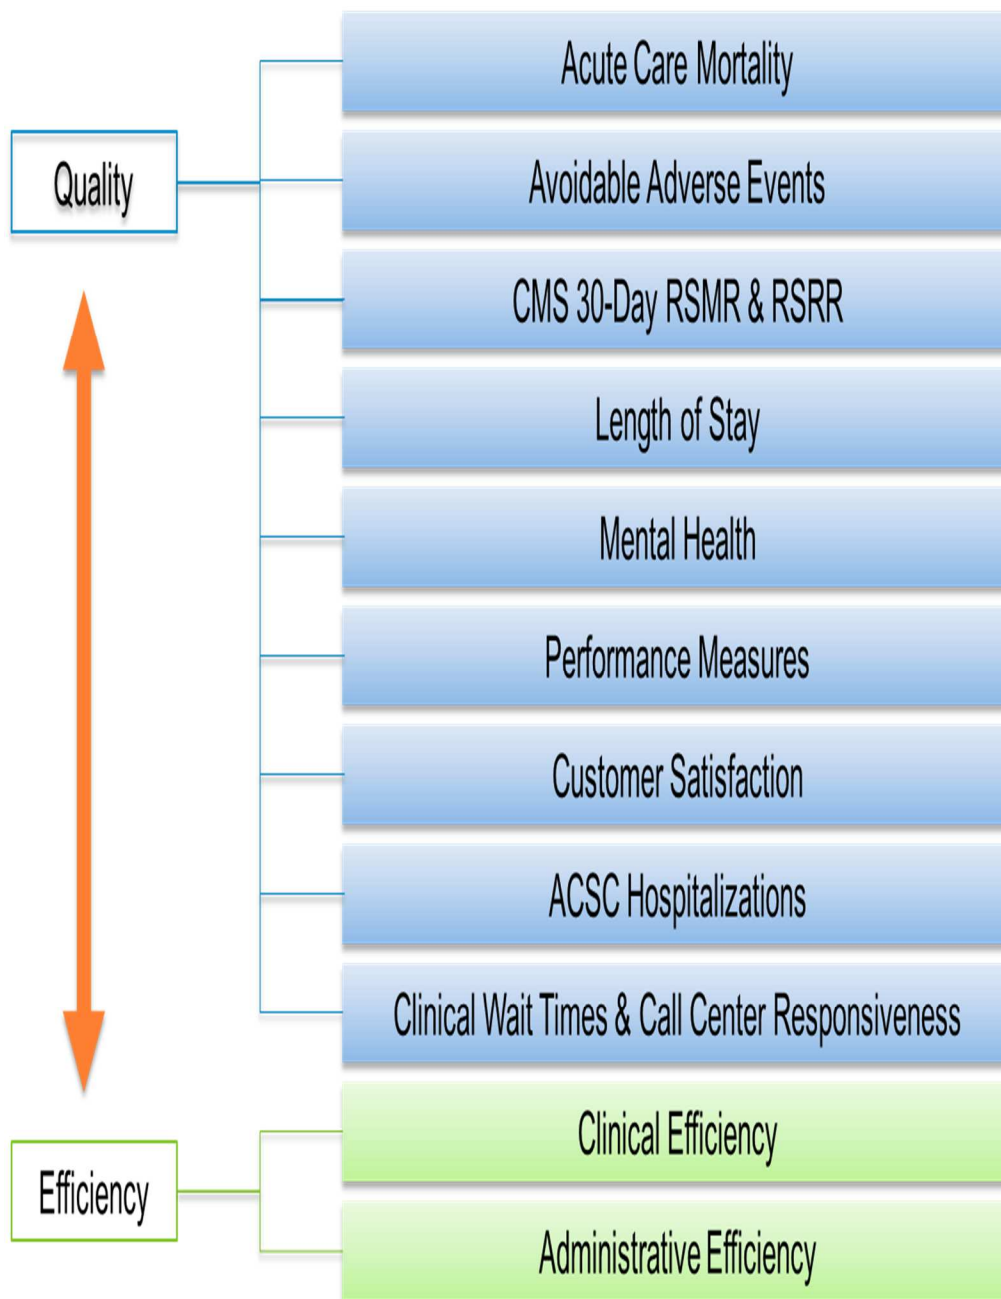 Acute Care Mortality
Quality
Avoidable Adverse Events
CMS 30-Day RSMR & RSRR
Length of Stay
Mental Health
Performance Measures
Customer Satisfaction
ACSC Hospitalizations
Clinical Wait Times & Call Center Responsiveness
Efficiency
Clinical Efficiency
Administrative Efficiency